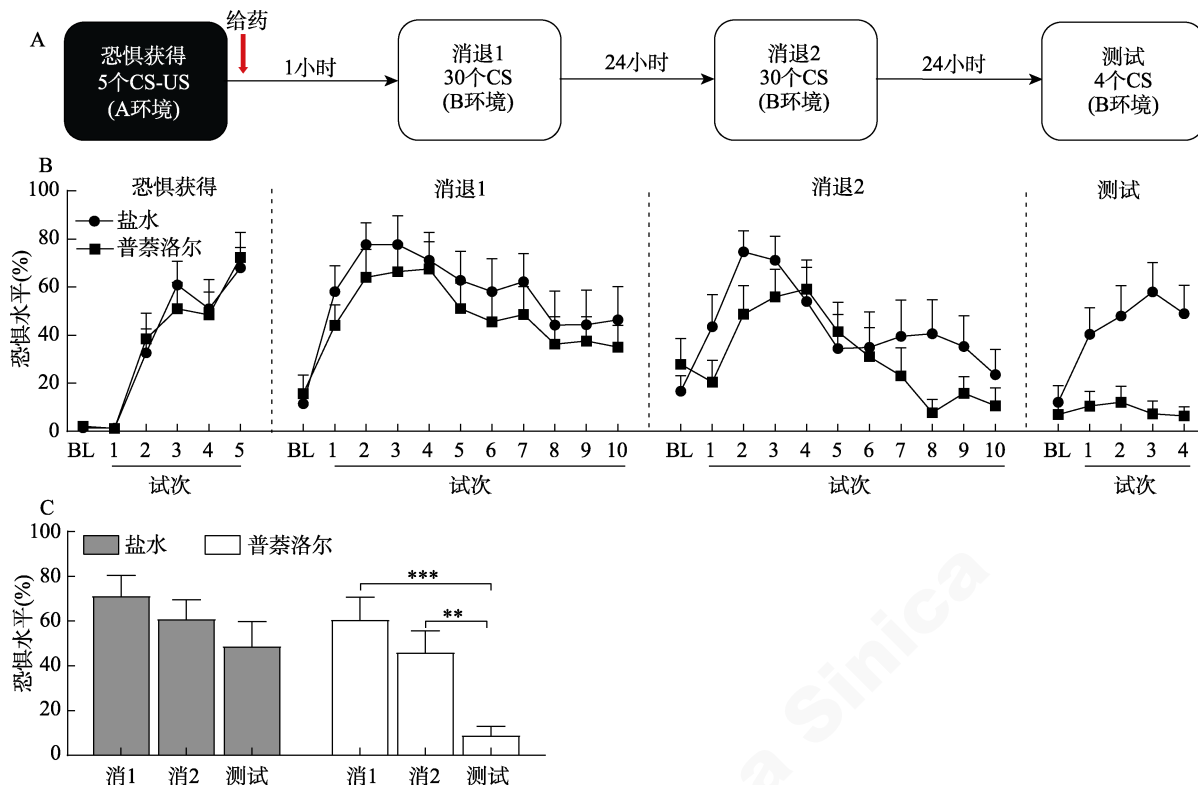 给药
A
恐惧获得
5个CS-US
(A环境)
1小时
消退1
30个CS
(B环境)
24小时
消退2
30个CS
(B环境)
24小时
测试
4个CS
(B环境)
B
恐惧获得
消退1
消退2
测试
盐水
普萘洛尔
恐惧水平(%)
100
80
60
40
20
0
BL 1 2 3 4 5
BL 1 2 3 4 5 6 7 8 9 10
BL 1 2 3 4 5 6 7 8 9 10
BL 1 2 3 4
试次
试次
试次
试次
C
盐水
普萘洛尔
恐惧水平(%)
100
80
60
40
20
0
***
**
消1 消2 测试
消1 消2 测试
a Sinica